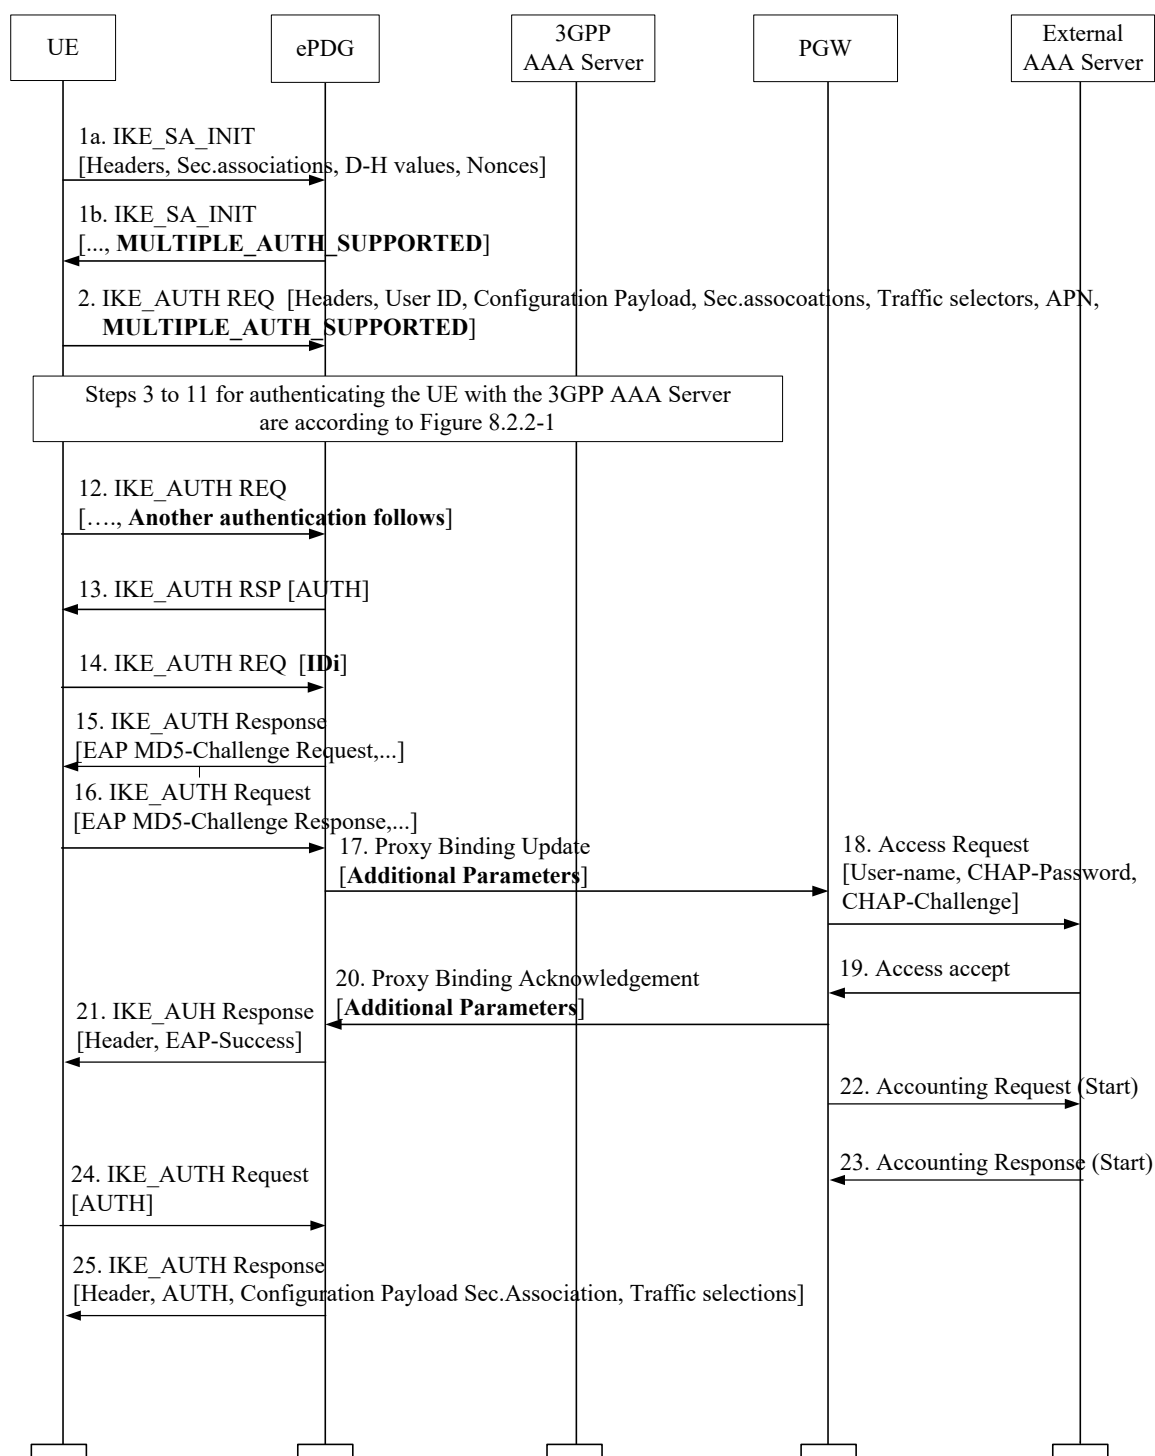 UE
ePDG
3GPP
AAA Server
PGW
External
AAA Server
1a. IKE_SA_INIT
[Headers, Sec.associations, D-H values, Nonces]
1b. IKE_SA_INIT
[..., MULTIPLE_AUTH_SUPPORTED]
2. IKE_AUTH REQ [Headers, User ID, Configuration Payload, Sec.assocoations, Traffic selectors, APN,
MULTIPLE_AUTH_SUPPORTED]
Steps 3 to 11 for authenticating the UE with the 3GPP AAA Server
are according to Figure 8.2.2-1
12. IKE_AUTH REQ
[…., Another authentication follows]
13. IKE_AUTH RSP [AUTH]
14. IKE_AUTH REQ [IDi]
15. IKE_AUTH Response
[EAP MD5-Challenge Request,...]
16. IKE_AUTH Request
[EAP MD5-Challenge Response,...]
17. Proxy Binding Update
[Additional Parameters]
18. Access Request
[User-name, CHAP-Password,
CHAP-Challenge]
19. Access accept
20. Proxy Binding Acknowledgement
[Additional Parameters]
21. IKE_AUH Response
[Header, EAP-Success]
22. Accounting Request (Start)
23. Accounting Response (Start)
24. IKE_AUTH Request
[AUTH]
25. IKE_AUTH Response
[Header, AUTH, Configuration Payload Sec.Association, Traffic selections]